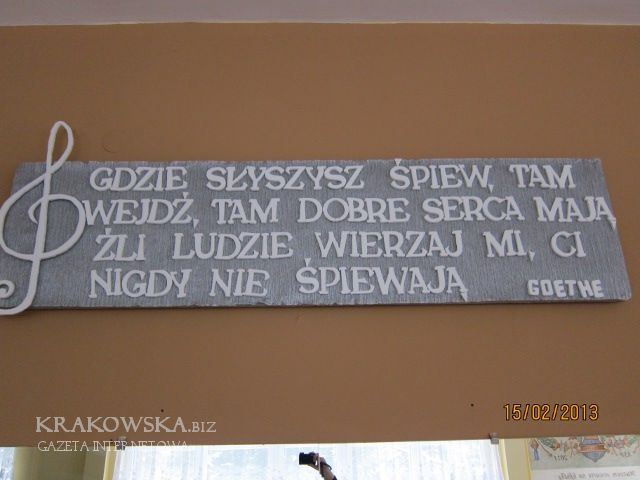 GDZIE SŁYSZYSZ ŚPIEW, TAM
WEJDŹ, TAM DOBRE SERCA MAJĄ
ŹLI LUDZIE, WIERZAJ MI, CI
NIGDY NIE ŚPIEWAJĄ
GOETHE
15/02/2013
KRAKOWSKA.BIZ
GAZETA INTERNETOWA